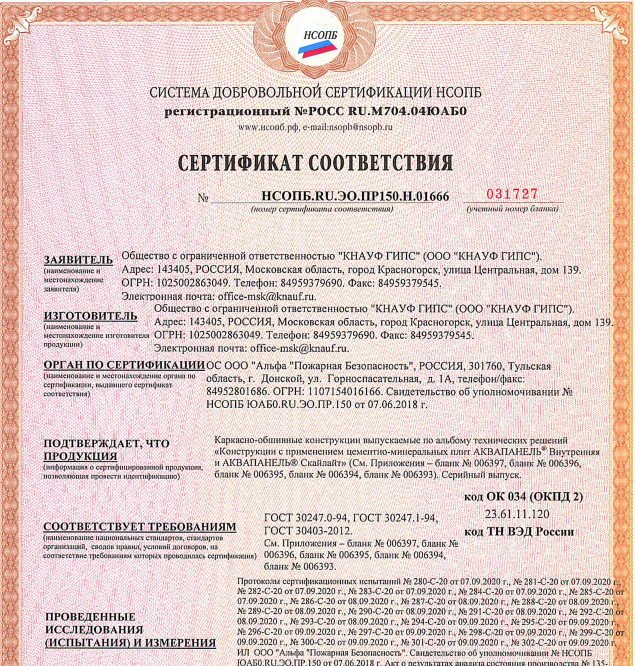 НСОПБ
СИСТЕМА ДОБРОВОЛЬНОЙ СЕРТИФИКАЦИИ НСОПБ
регистрационный №РОСС RU.М704.04ЮАБ0
www.нсопб.рф, e-mail:nsopb@nsopb.ru
СЕРТИФИКАТ СООТВЕТСТВИЯ
№ НСОПБ.RU.ЭО.ПР150.Н.01666 031727
(номер сертификата соответствия) (учетный номер бланка)
ЗАЯВИТЕЛЬ
(наименование и
местонахождение
заявителя)
Общество с ограниченной ответственностью "КНАУФ ГИПС" (ООО "КНАУФ ГИПС").
Адрес: 143405, РОССИЯ, Московская область, город Красногорск, улица Центральная, дом 139.
ОГРН: 1025002863049. Телефон: 84959379690. Факс: 84959379545.
Электронная почта: office-msk@knauf.ru.
ИЗГОТОВИТЕЛЬ
(наименование и
местонахождение изготовителя
продукции)
Общество с ограниченной ответственностью "КНАУФ ГИПС" (ООО "КНАУФ ГИПС").
Адрес: 143405, РОССИЯ, Московская область, город Красногорск, улица Центральная, дом 139.
ОГРН: 1025002863049. Телефон: 84959379690. Факс: 84959379545.
Электронная почта: office-msk@knauf.ru.
ОРГАН ПО СЕРТИФИКАЦИИ
(наименование и местонахождение органа по
сертификации, выдавшего сертификат
соответствия)
ОС ООО "Альфа "Пожарная Безопасность", РОССИЯ, 301760, Тульская
область, г. Донской, ул. Горноспасательная, д. 1А, телефон/факс:
84952801686. ОГРН: 1107154016166. Свидетельство об уполномочивании №
НСОПБ ЮАБ0.RU.ЭО.ПР.150 от 07.06.2018 г.
ПОДТВЕРЖДАЕТ, ЧТО
ПРОДУКЦИЯ
(информация о сертифицированной продукции,
позволяющая провести идентификацию)
Каркасно-обшивные конструкции выпускаемые по альбому технических решений
«Конструкции с применением цементно-минеральных плит АКВАПАНЕЛЬ® Внутренняя
и АКВАПАНЕЛЬ® Скайлайт» (См. Приложения – бланк № 006397, бланк № 006396,
бланк № 006395, бланк № 006394, бланк № 006393). Серийный выпуск.
код ОК 034 (ОКПД 2)
23.61.11.120
код ТН ВЭД России
СООТВЕТСТВУЕТ ТРЕБОВАНИЯМ
(наименование национальных стандартов, стандартов
организаций, сводов правил, условий договоров, на
соответствие требованиям которых проводилась сертификация)
ГОСТ 30247.0-94, ГОСТ 30247.1-94,
ГОСТ 30403-2012.
См. Приложения – бланк № 006397, бланк №
006396, бланк № 006395, бланк № 006394,
бланк № 006393.
ПРОВЕДЕННЫЕ
ИССЛЕДОВАНИЯ
(ИСПЫТАНИЯ) И ИЗМЕРЕНИЯ
Протоколы сертификационных испытаний № 280-С-20 от 07.09.2020 г., № 281-С-20 от 07.09.2020 г.,
№ 282-С-20 от 07.09.2020 г., № 283-С-20 от 07.09.2020 г., № 284-С-20 от 07.09.2020 г., № 285-С-20 от
07.09.2020 г., № 286-С-20 от 08.09.2020 г., № 287-С-20 от 08.09.2020 г., № 288-С-20 от 08.09.2020 г.,
№ 289-С-20 от 08.09.2020 г., № 290-С-20 от 08.09.2020 г., № 291-С-20 от 08.09.2020 г., № 292-С-20 от
08.09.2020 г., № 293-С-20 от 08.09.2020 г., № 294-С-20 от 09.09.2020 г., № 295-С-20 от 09.09.2020 г.,
№ 296-С-20 от 09.09.2020 г., № 297-С-20 от 09.09.2020 г., № 298-С-20 от 09.09.2020 г., № 299-С-20 от
09.09.2020 г., № 300-С-20 от 09.09.2020 г., № 301-С-20 от 09.09.2020 г., № 302-С-20 от 09.09.2020 г.
ИЛ ООО "Альфа "Пожарная Безопасность". Свидетельство об уполномочивании № НСОПБ
ЮАБ0.RU.ЭО.ПР.150 от 07.06.2018 г. Акт о результатах анализа состояния производства № 135-